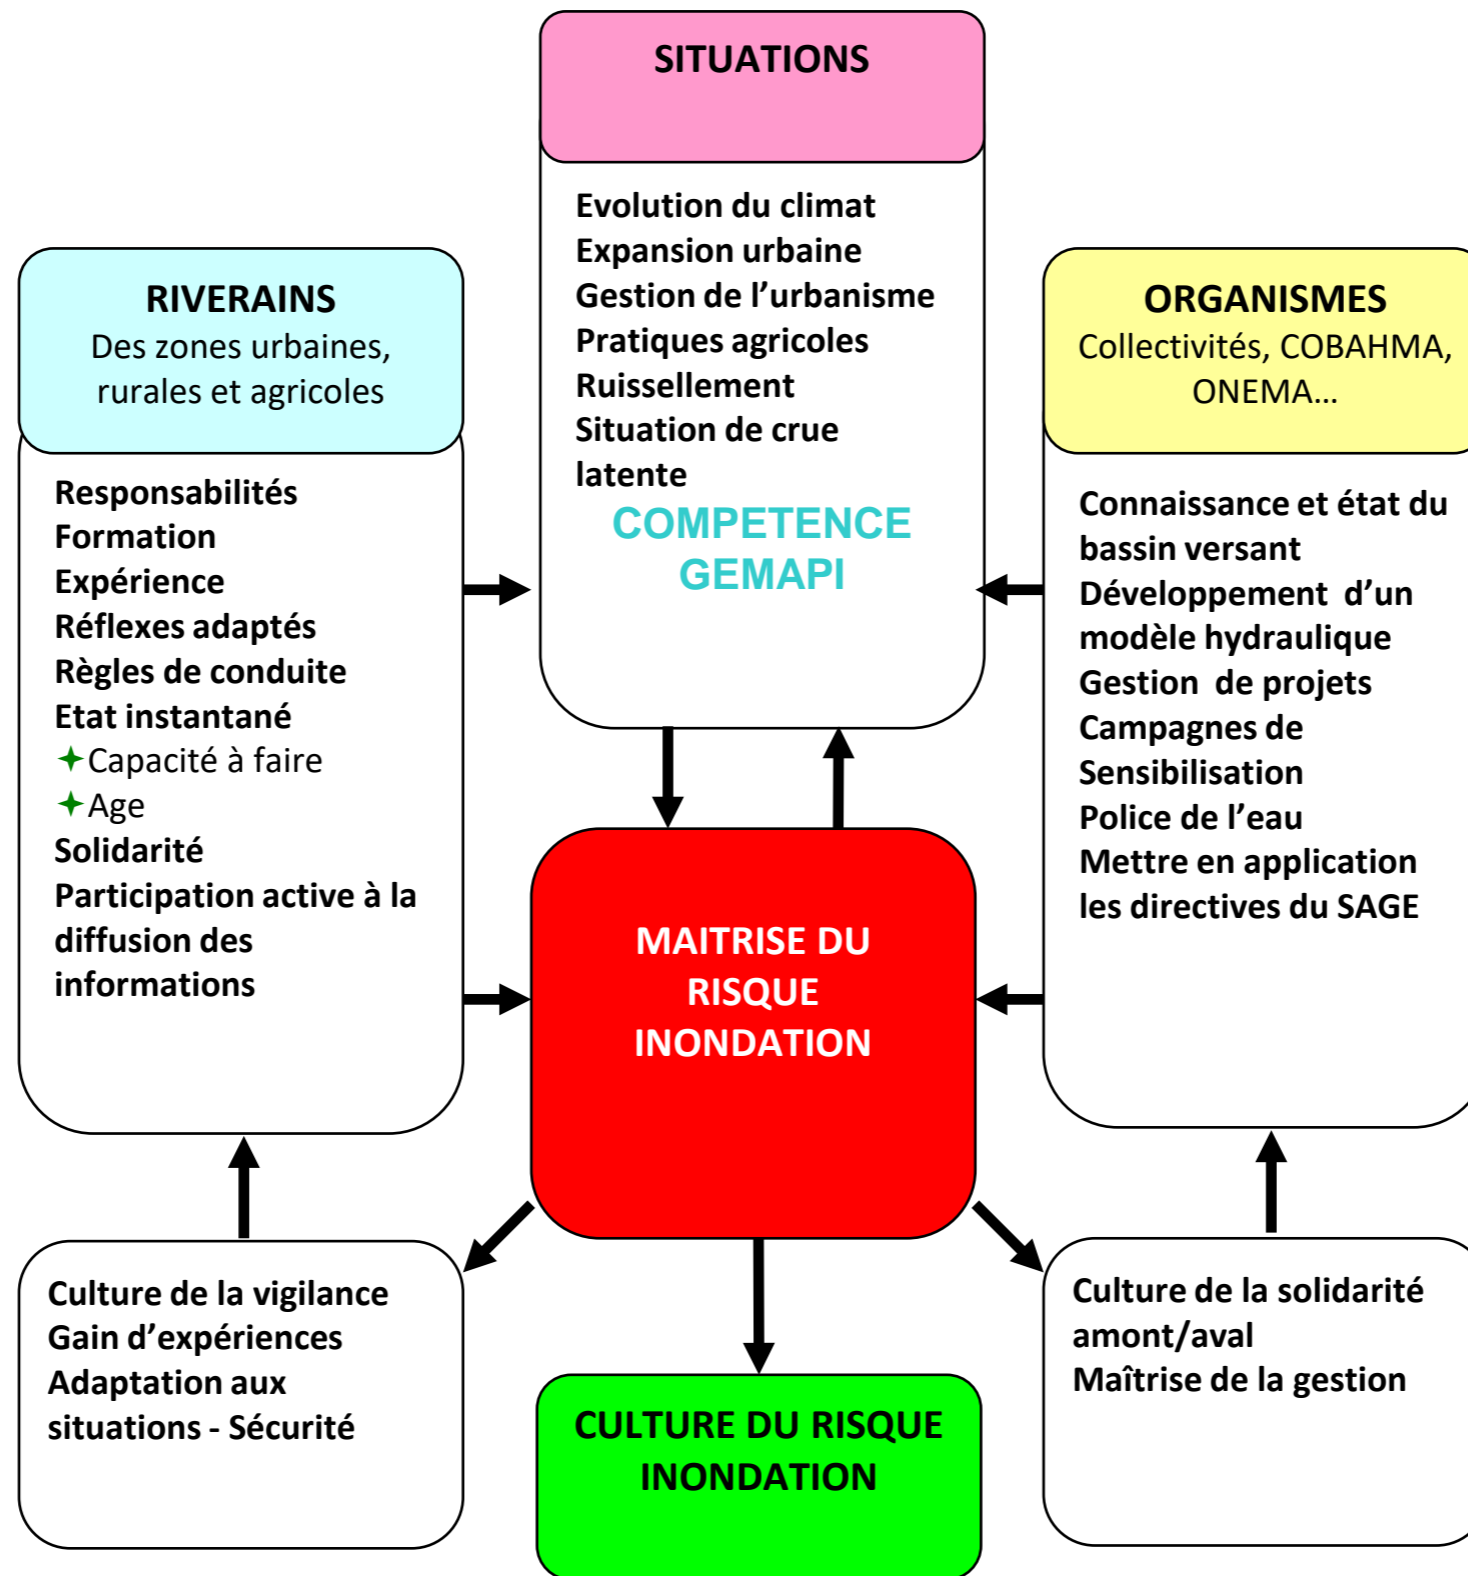 SITUATIONS
Evolution du climat
Expansion urbaine
Gestion de l’urbanisme
Pratiques agricoles
Ruissellement
Situation de crue
latente
COMPETENCE
GEMAPI
RIVERAINS
Des zones urbaines,
rurales et agricoles
Responsabilités
Formation
Expérience
Réflexes adaptés
Règles de conduite
Etat instantané
Capacité à faire
Age
Solidarité
Participation active à la
diffusion des
informations
ORGANISMES
Collectivités, COBAHMA,
ONEMA...
Connaissance et état du
bassin versant
Développement d’un
modèle hydraulique
Gestion de projets
Campagnes de
Sensibilisation
Police de l’eau
Mettre en application
les directives du SAGE
MAITRISE DU
RISQUE
INONDATION
Culture de la vigilance
Gain d’expériences
Adaptation aux
situations - Sécurité
CULTURE DU RISQUE
INONDATION
Culture de la solidarité
amont/aval
Maîtrise de la gestion